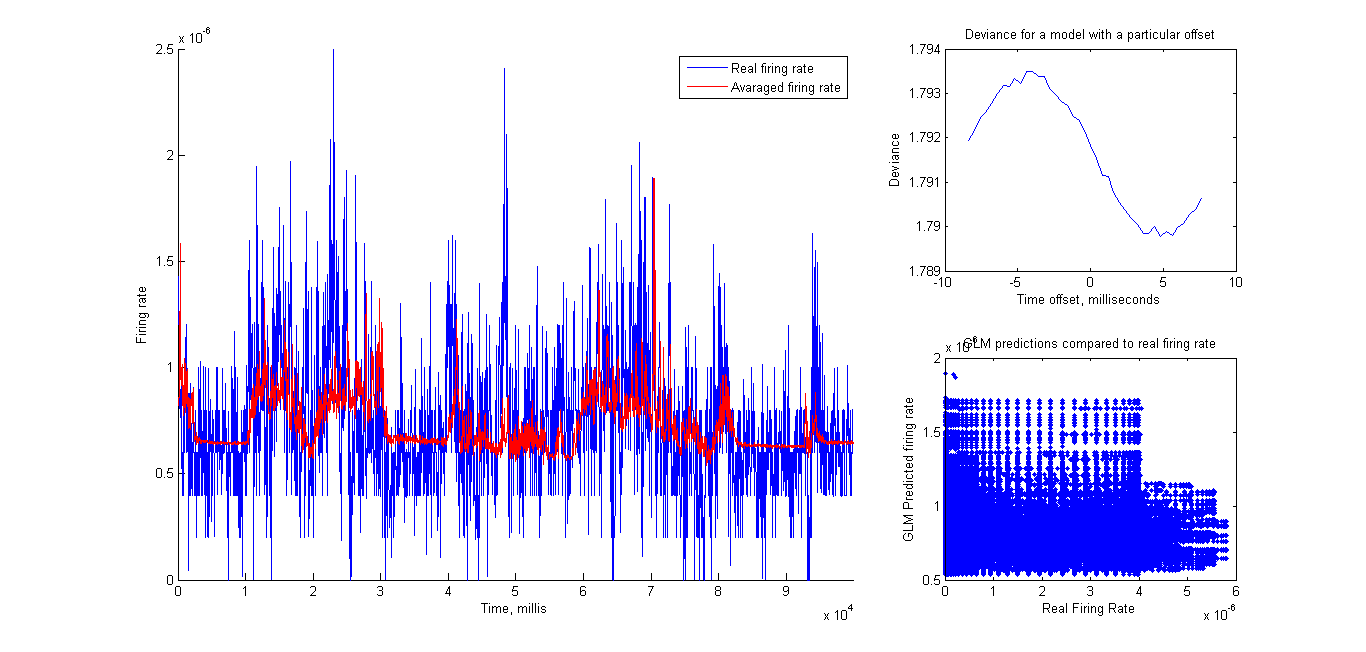 x 10^-6
2.5
2
1.5
1
0.5
0
Firing rate
0 1 2 3 4 5 6 7 8 9
Time, millis
x 10^4
Real firing rate
Avaraged firing rate
Deviance for a model with a particular offset
1.794
1.793
1.792
1.791
1.79
1.789
Deviance
-10 -5 0 5 10
Time offset, milliseconds
x 10^-6
GLM predictions compared to real firing rate
2
1.5
1
0.5
GLM Predicted firing rate
0 1 2 3 4 5 6
Real Firing Rate
x 10^-6